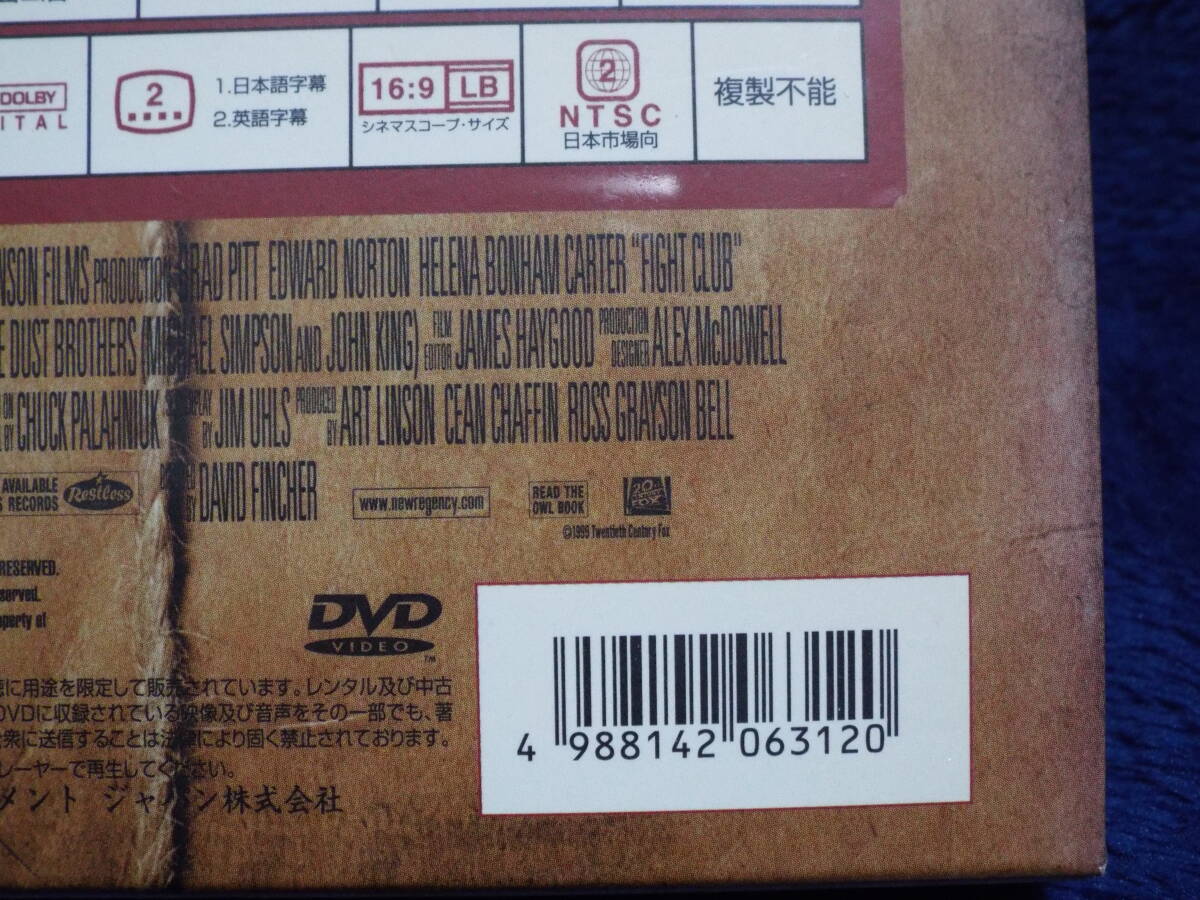 DOLBY
ITAL
2
1.日本語字幕
2.英語字幕
16:9 LB
シネマスコープ・サイズ
2
NTSC
日本市場向
複製不能
NSON FILMS PRODUCTION BRAD PITT EDWARD NORTON HELENA BONHAM CARTER "FIGHT CLUB"
E DUST BROTHERS (MICHAEL SIMPSON AND JOHN KING) FILM EDITOR JAMES HAYGOOD PRODUCTION DESIGNER ALEX McDOWELL
ON BY CHUCK PALAHNIUK BY JIM UHLS PRODUCED BY ART LINSON CEAN CHAFFIN ROSS GRAYSON BELL
BY DAVID FINCHER
AVAILABLE
S RECORDS
Restless
www.newregency.com
READ THE
OWL BOOK
20th CENTURY FOX
©1999 Twentieth Century Fox
RESERVED.
served.
operty of
DVD
VIDEO
™
に用途を限定して販売されています。レンタル及び中古
DVDに収録されている映像及び音声をその一部でも、著
衆に送信することは法律により固く禁止されております。
レーヤーで再生してください。
メント ジャパン株式会社
4 988142 063120